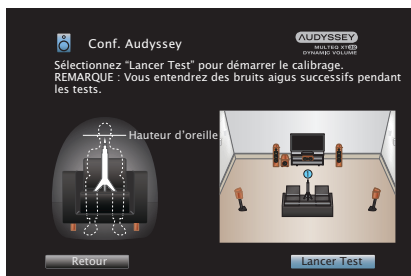 Conf. Audyssey
AUDYSSEY
MULTEQ XT32
DYNAMIC VOLUME
Sélectionnez “Lancer Test” pour démarrer le calibrage.
REMARQUE : Vous entendrez des bruits aigus successifs pendant
les tests.
Hauteur d’oreille
Retour
Lancer Test